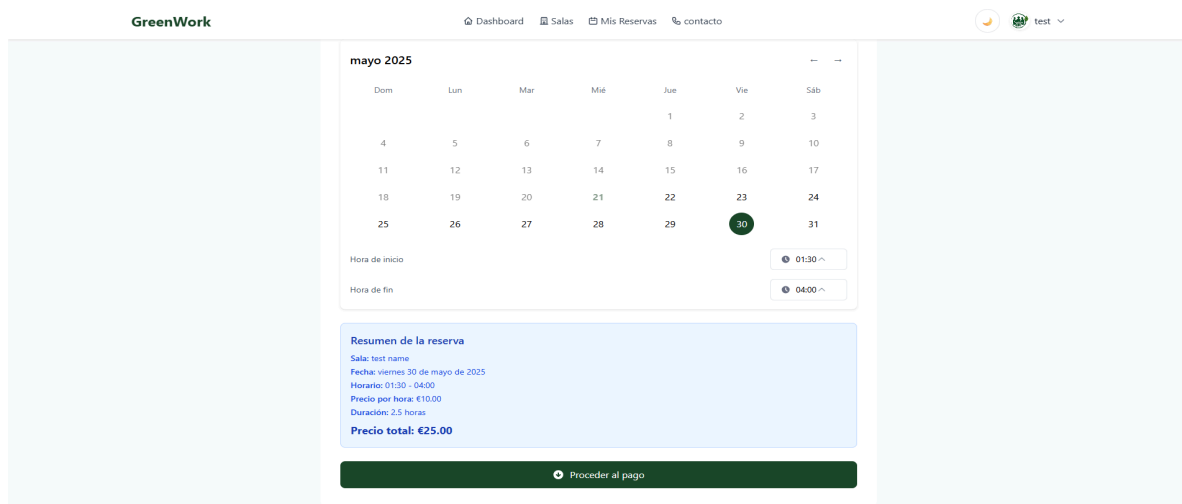 GreenWork Dashboard Salas Mis Reservas contacto test
mayo 2025 ← →
Dom Lun Mar Mié Jue Vie Sáb
1 2 3
4 5 6 7 8 9 10
11 12 13 14 15 16 17
18 19 20 21 22 23 24
25 26 27 28 29 30 31
Hora de inicio 01:30
Hora de fin 04:00
Resumen de la reserva
Sala: test name
Fecha: viernes 30 de mayo de 2025
Horario: 01:30 - 04:00
Precio por hora: €10.00
Duración: 2.5 horas
Precio total: €25.00
Proceder al pago